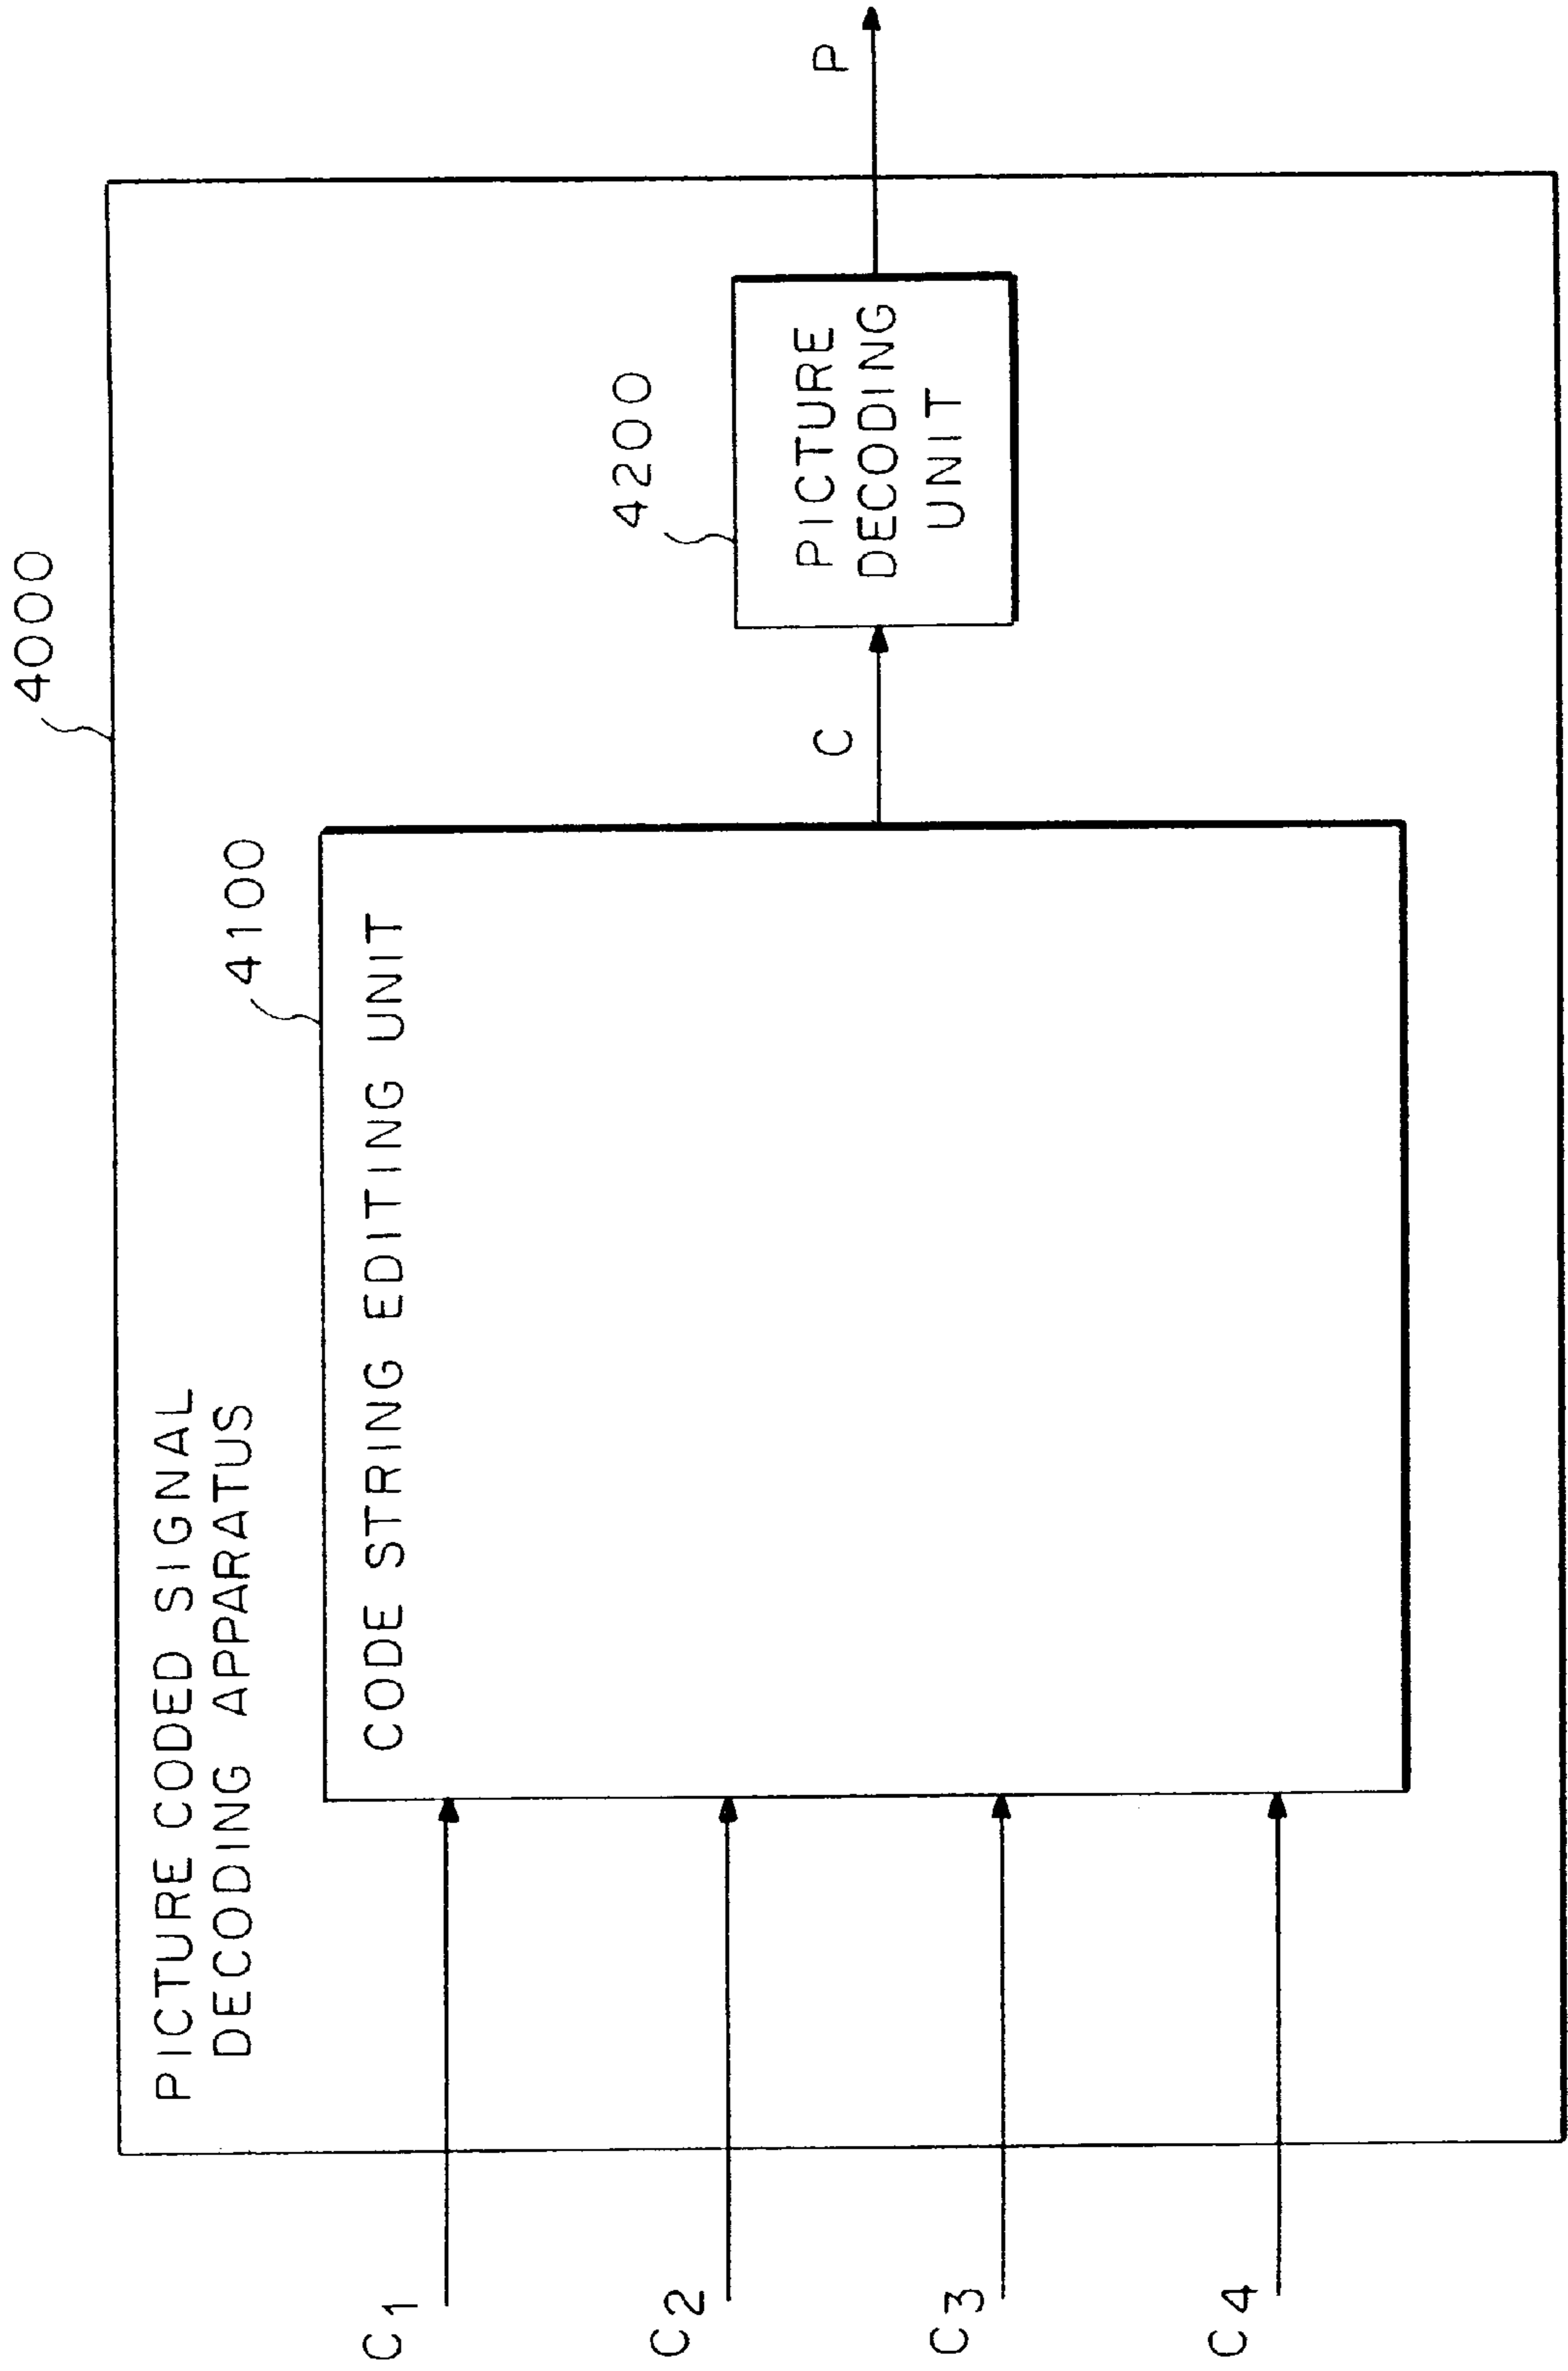 4000
PICTURE CODED SIGNAL
DECODING APPARATUS
4100
CODE STRING EDITING UNIT
4200
PICTURE
DECODING
UNIT
C1
C2
C3
C4
C
P